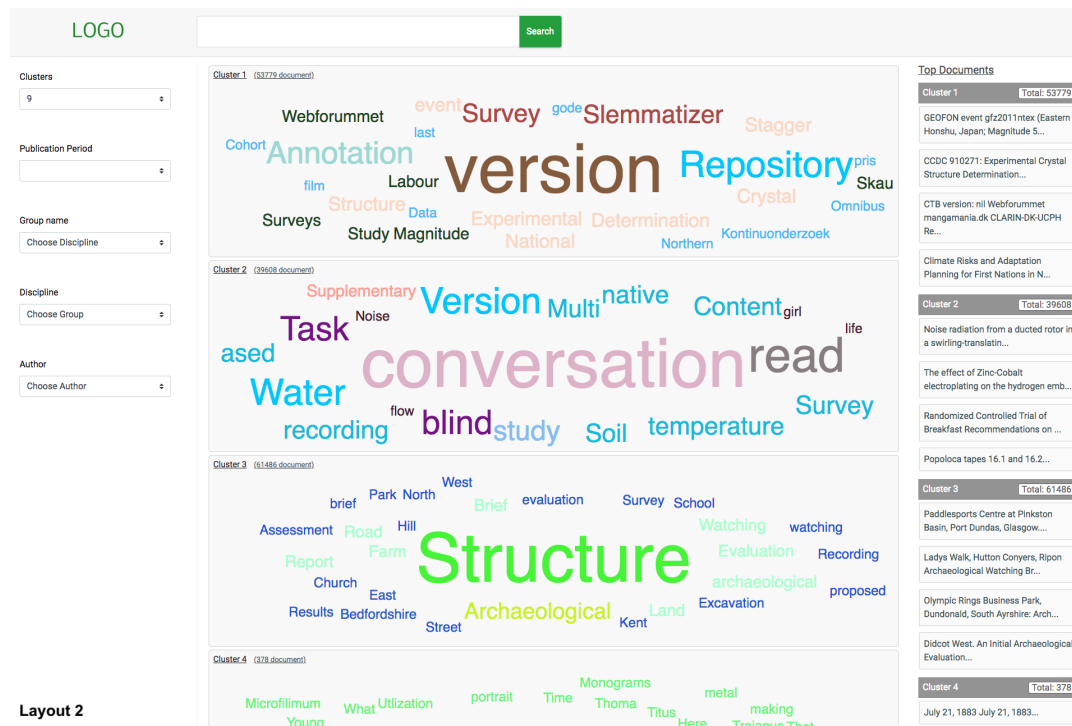 LOGO
Search
Clusters
9
Publication Period
Group name
Choose Discipline
Discipline
Choose Group
Author
Choose Author
Layout 2
Cluster 1 (53779 document)
event Survey gode Slemmatizer
Webforummet
Stagger
last
Cohort Annotation
version
Repository pris
film
Labour
Skau
Structure
Crystal
Data
Omnibus
Surveys
Experimental Determination
Study Magnitude
National
Kontinuonderzoek
Northern
Cluster 2 (39608 document)
Supplementary
Version
Multi native
Content girl
Task
Noise
life
ased
conversation read
Water
flow
blind study
Survey
recording
Soil
temperature
Cluster 3 (61486 document)
West
Park North
brief
Brief
evaluation
Survey School
Assessment
Road
Hill
Watching
watching
Farm
Report
Structure
Evaluation
Recording
Church
archaeological
East
proposed
Results Bedfordshire
Archaeological
Land
Excavation
Street
Kent
Cluster 4 (378 document)
Monograms
Microfilimum
What Utlization
portrait
Time
Thoma
metal
Titus
making
Young
Here
Trajanus That
Top Documents
Cluster 1 Total: 53779
GEOFON event gfz2011ntex (Eastern
Honshu, Japan; Magnitude 5...
CCDC 910271: Experimental Crystal
Structure Determination...
CTB version: nil Webforummet
mangamania.dk CLARIN-DK-UCPH
Re...
Climate Risks and Adaptation
Planning for First Nations in N...
Cluster 2 Total: 39608
Noise radiation from a ducted rotor in
a swirling-translatin...
The effect of Zinc-Cobalt
electroplating on the hydrogen emb...
Randomized Controlled Trial of
Breakfast Recommendations on ...
Popoloca tapes 16.1 and 16.2...
Cluster 3 Total: 61486
Paddlesports Centre at Pinkston
Basin, Port Dundas, Glasgow....
Ladys Walk, Hutton Conyers, Ripon
Archaeological Watching Br...
Olympic Rings Business Park,
Dundonald, South Ayrshire: Arch...
Didcot West. An Initial Archaeological
Evaluation...
Cluster 4 Total: 378
July 21, 1883 July 21, 1883...